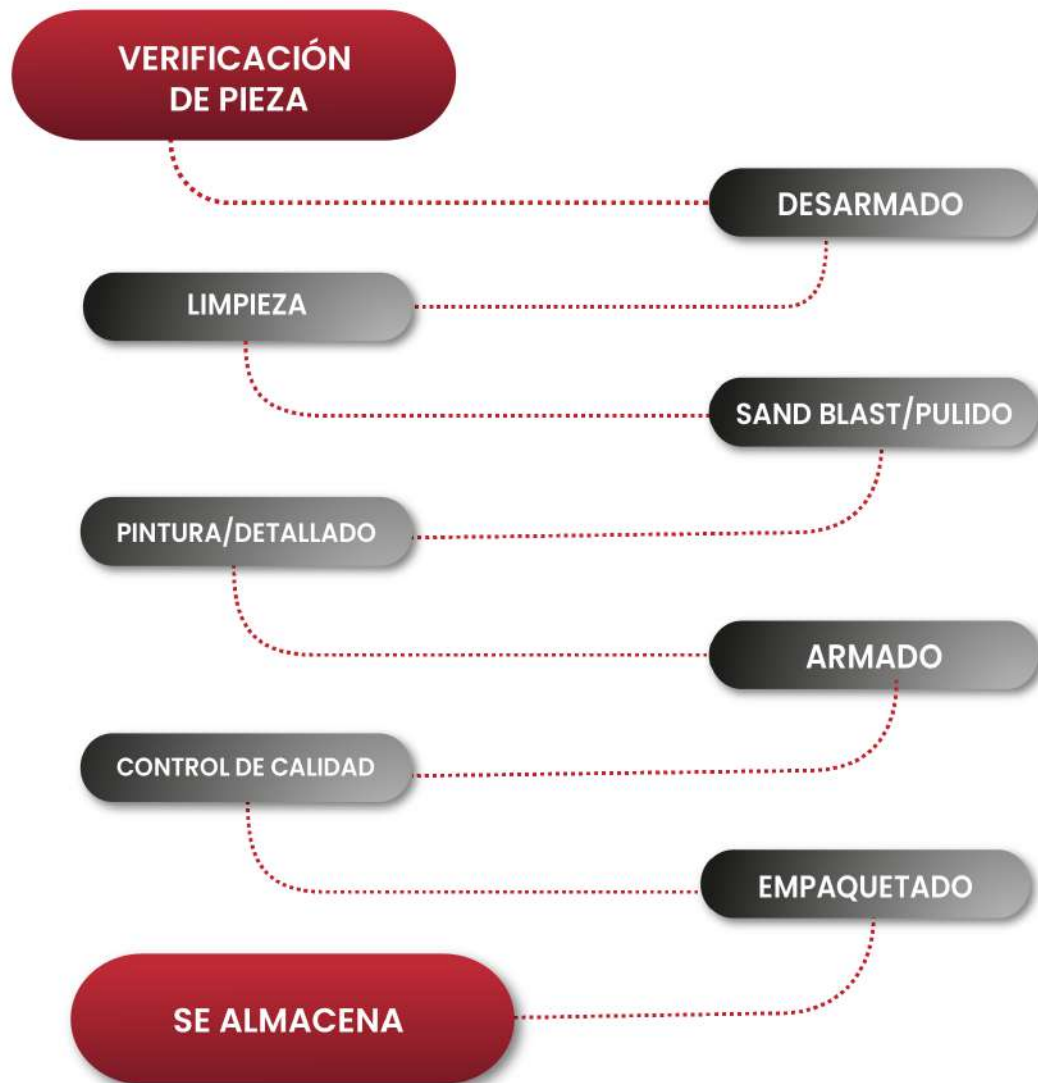 VERIFICACIÓN
DE PIEZA
DESARMADO
LIMPIEZA
SAND BLAST/PULIDO
PINTURA/DETALLADO
ARMADO
CONTROL DE CALIDAD
EMPAQUETADO
SE ALMACENA